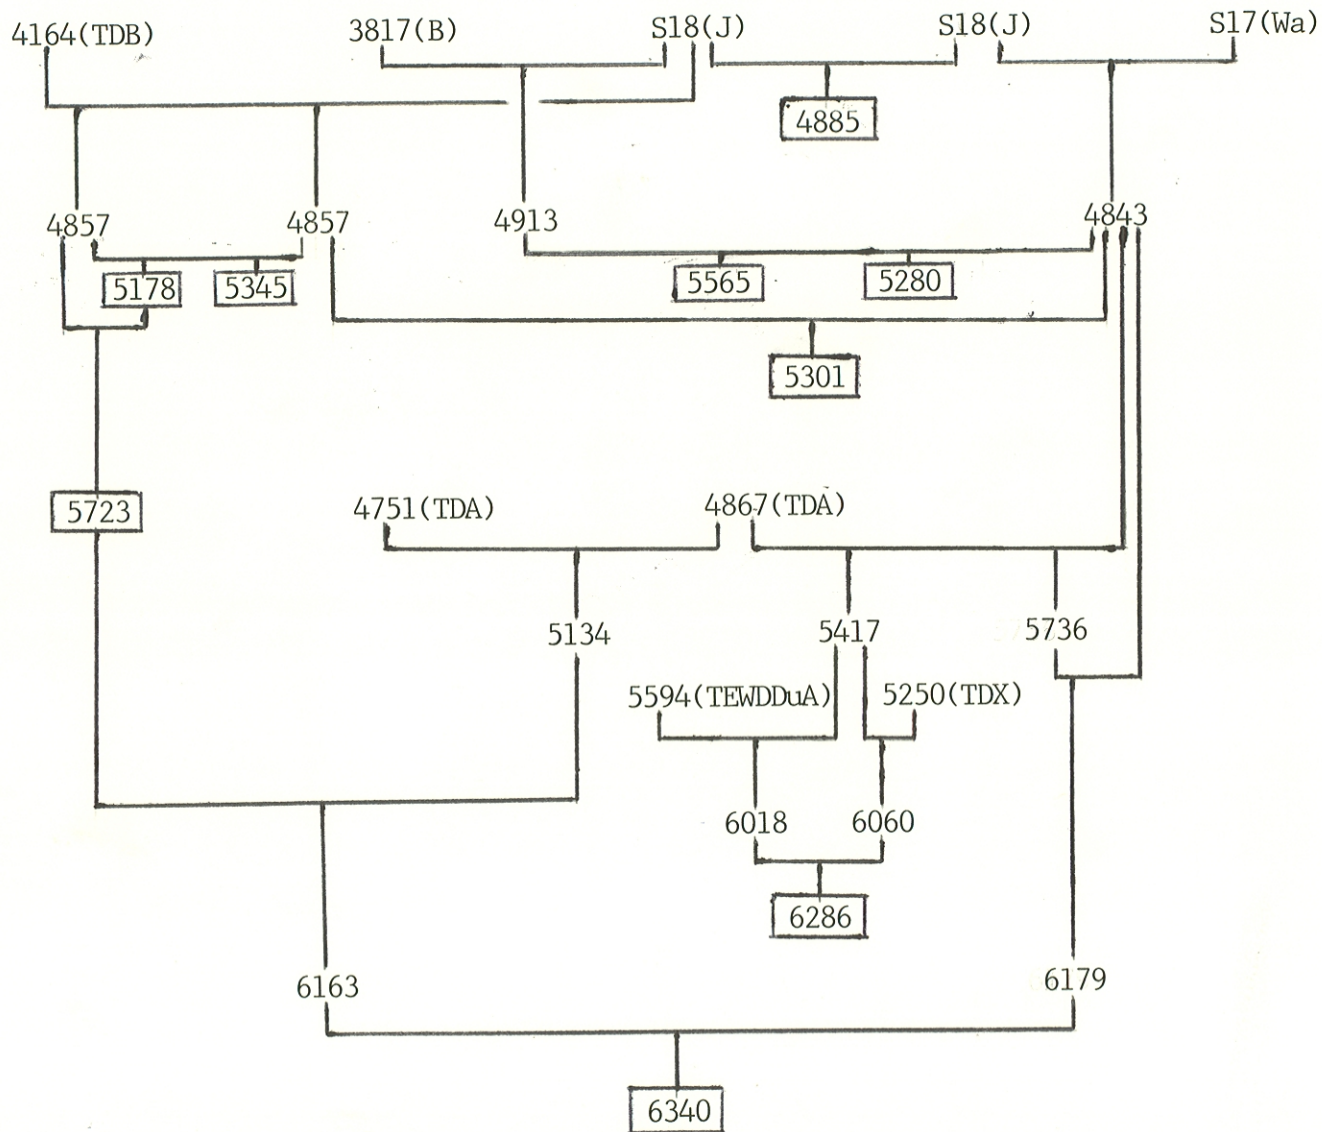 4164(TDB) 3817(B) S18(J) S18(J) S17(Wa)
4885
4857 4857 4913 4843
5178 5345 5565 5280
5301
5723 4751(TDA) 4867(TDA)
5134 5417 5736
5594(TEWDDuA) 5250(TDX)
6018 6060
6286
6163 6179
6340